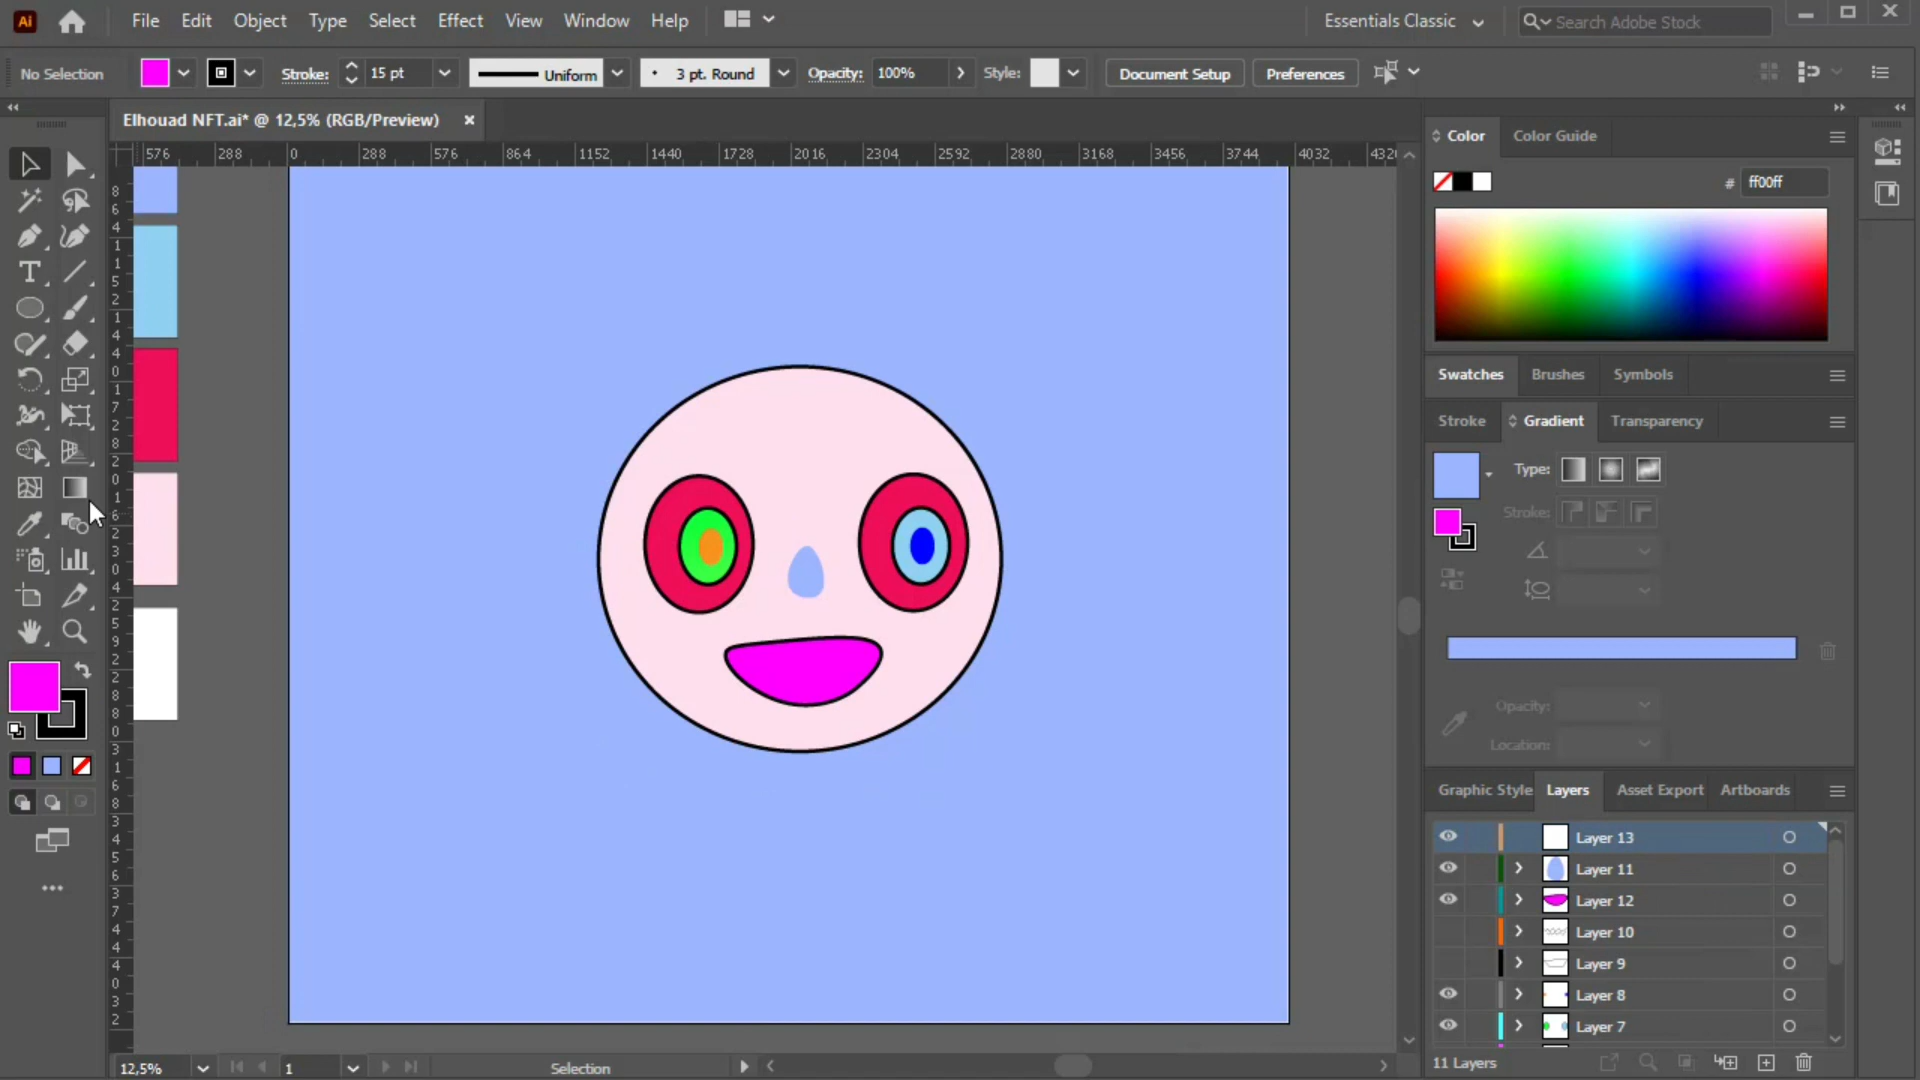 Ai File Edit Object Type Select Effect View Window Help Essentials Classic Search Adobe Stock
No Selection Stroke: 15 pt Uniform 3 pt. Round Opacity: 100% Style: Document Setup Preferences
Elhouad NFT.ai* @ 12,5% (RGB/Preview)
576 288 0 288 576 864 1152 1440 1728 2016 2304 2592 2880 3168 3456 3744 4032
Color Color Guide
# ff00ff
Swatches Brushes Symbols
Stroke Gradient Transparency
Type:
Stroke:
Opacity:
Location:
Graphic Style Layers Asset Export Artboards
Layer 13
Layer 11
Layer 12
Layer 10
Layer 9
Layer 8
Layer 7
11 Layers
12,5% 1 Selection